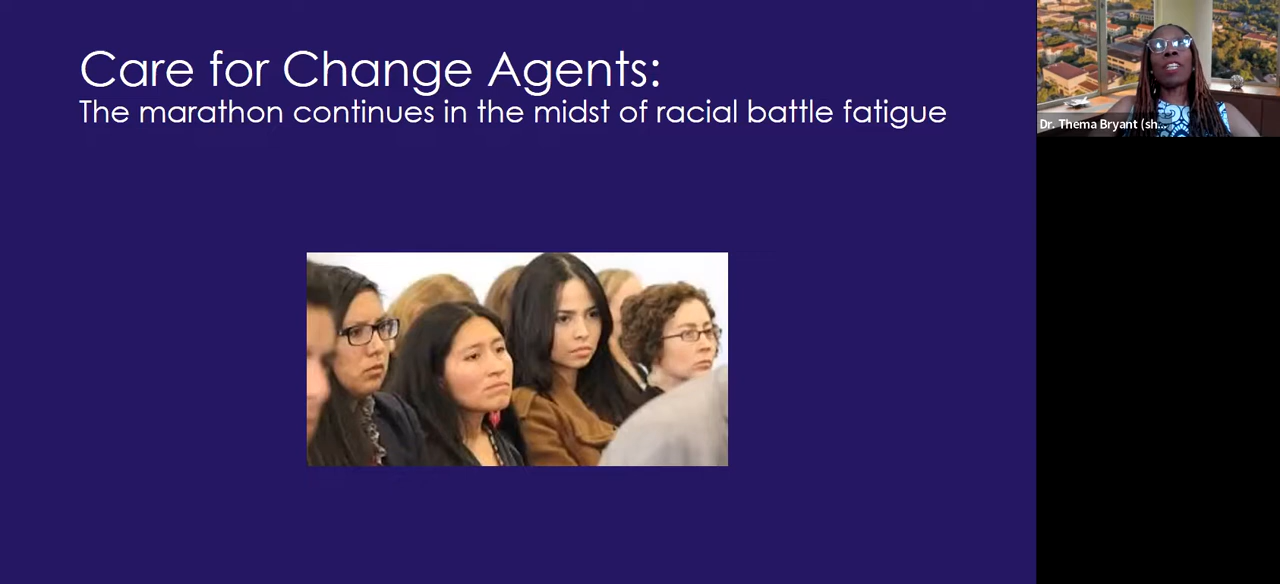 Care for Change Agents:
The marathon continues in the midst of racial battle fatigue
Dr. Thema Bryant (sh...